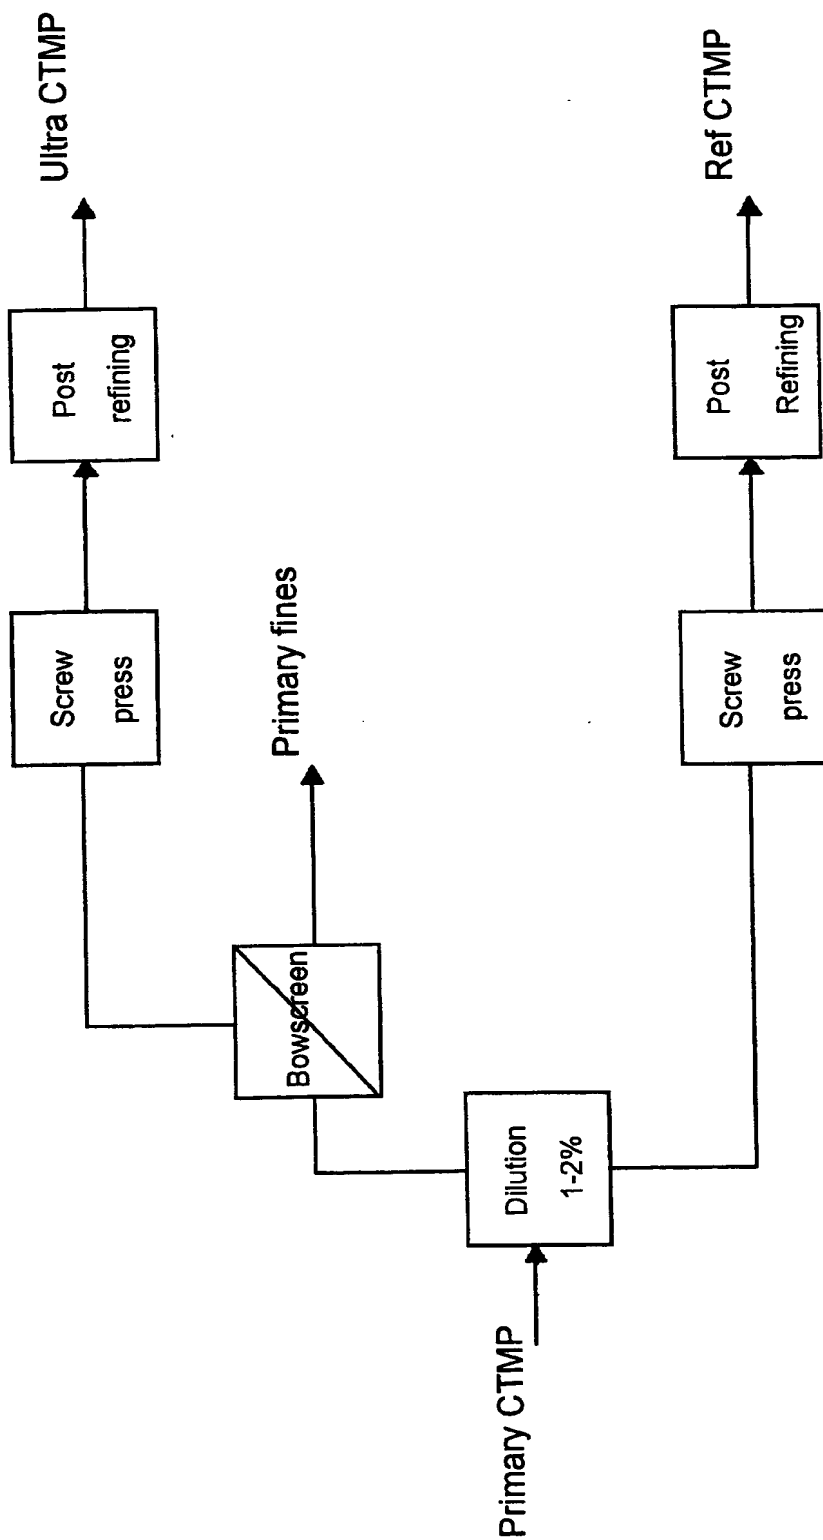 Ultra CTMP
Post
refining
Screw
press
Primary fines
Bowscreen
Dilution
1-2%
Primary CTMP
Ref CTMP
Post
Refining
Screw
press